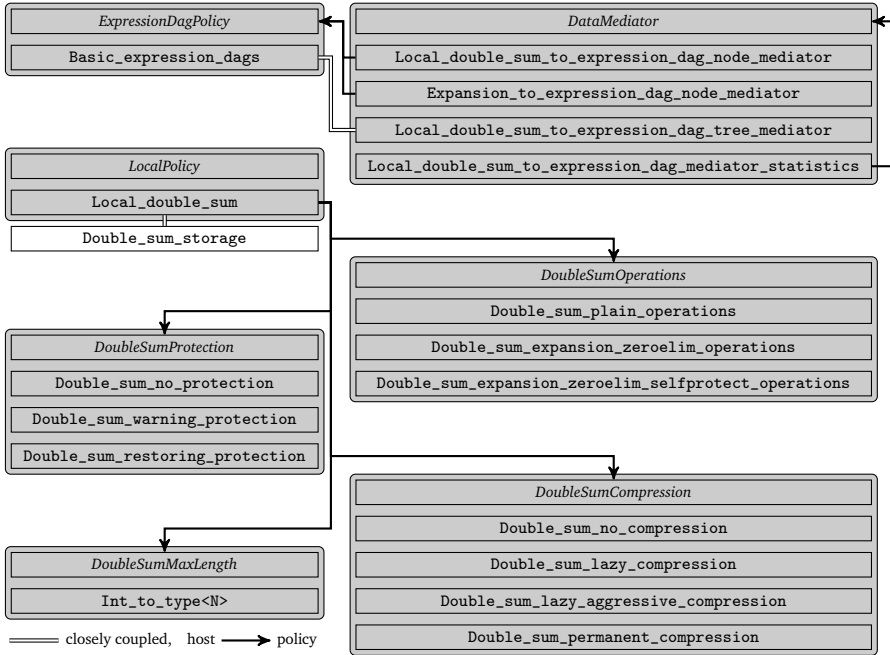 ExpressionDagPolicy
Basic_expression_dags
DataMediator
Local_double_sum_to_expression_dag_node_mediator
Expansion_to_expression_dag_node_mediator
Local_double_sum_to_expression_dag_tree_mediator
Local_double_sum_to_expression_dag_mediator_statistics
LocalPolicy
Local_double_sum
Double_sum_storage
DoubleSumOperations
Double_sum_plain_operations
Double_sum_expansion_zeroelim_operations
Double_sum_expansion_zeroelim_selfprotect_operations
DoubleSumProtection
Double_sum_no_protection
Double_sum_warning_protection
Double_sum_restoring_protection
DoubleSumCompression
Double_sum_no_compression
Double_sum_lazy_compression
Double_sum_lazy_aggressive_compression
Double_sum_permanent_compression
DoubleSumMaxLength
Int_to_type<N>
closely coupled, host policy